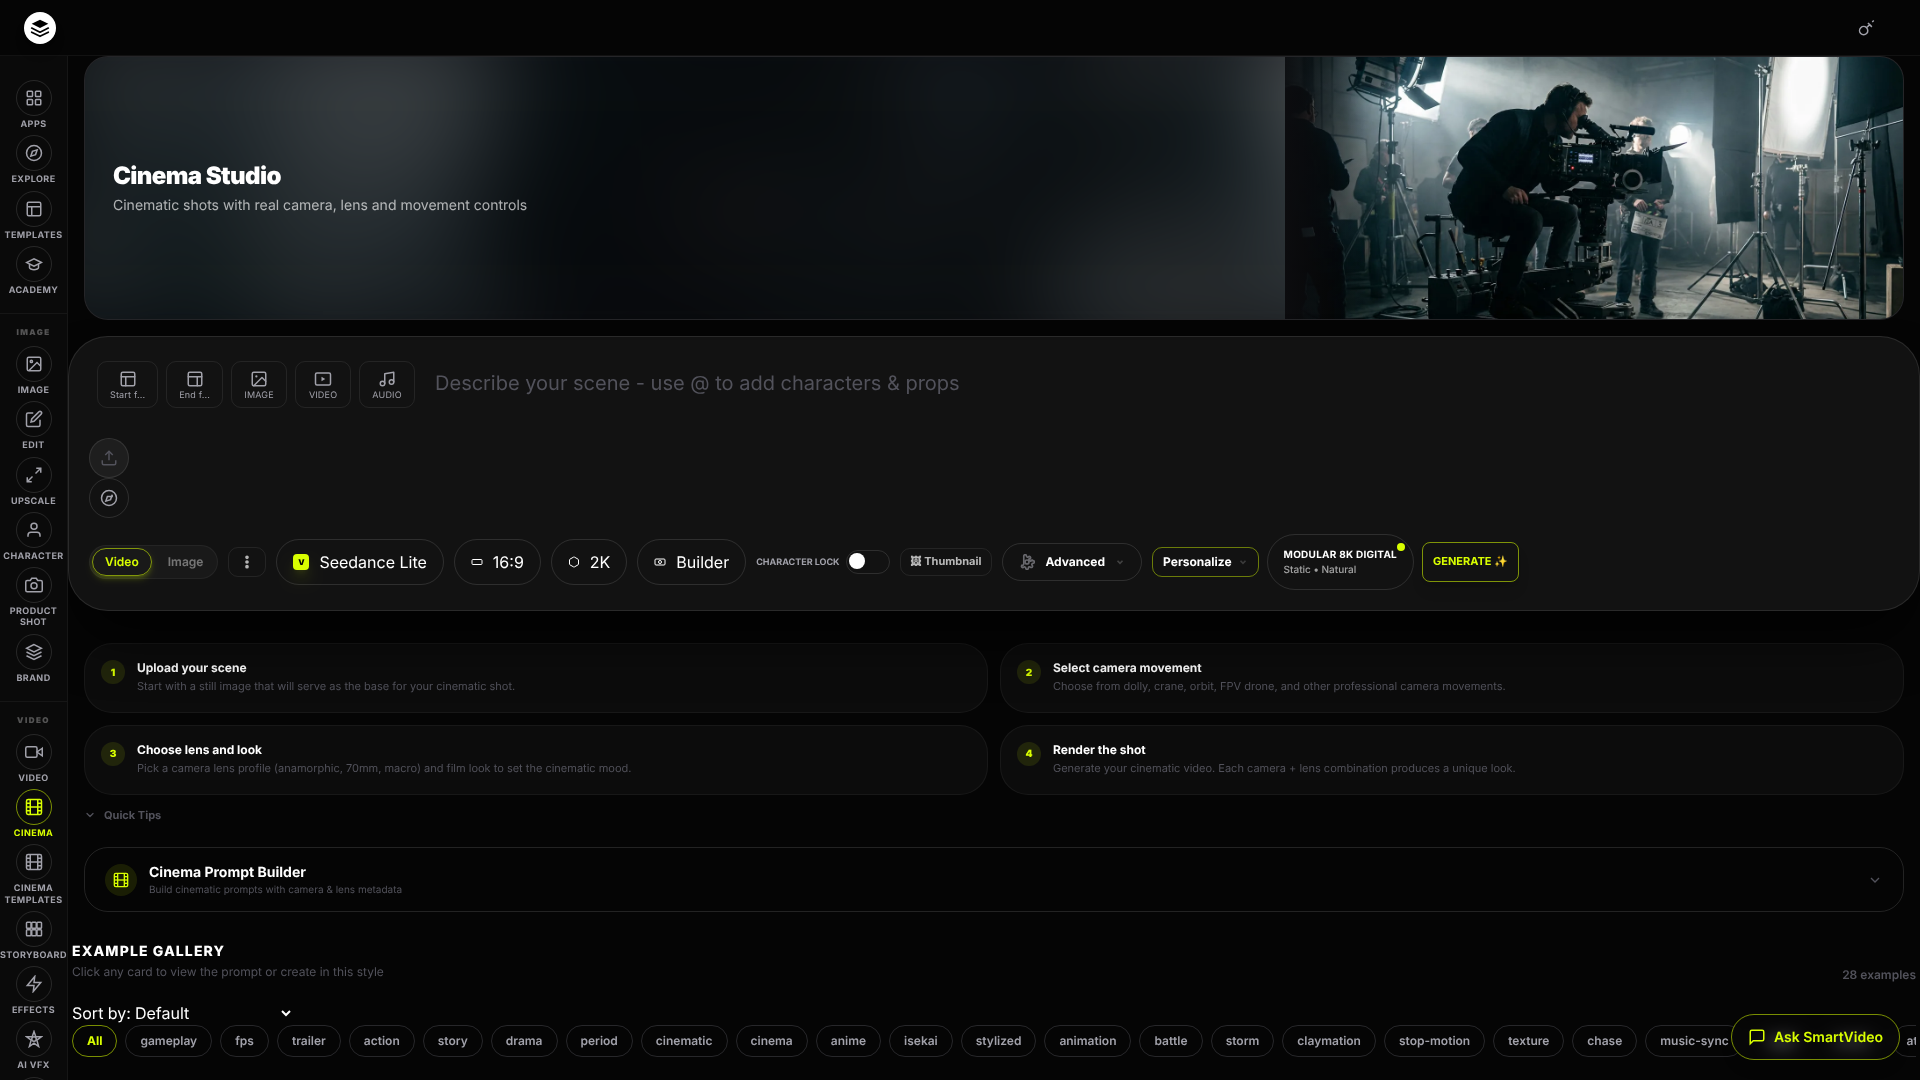 APPS
EXPLORE
TEMPLATES
ACADEMY
IMAGE
IMAGE
EDIT
UPSCALE
CHARACTER
PRODUCT
SHOT
BRAND
VIDEO
VIDEO
CINEMA
CINEMA
TEMPLATES
STORYBOARD
EFFECTS
AI VFX
Cinema Studio
Cinematic shots with real camera, lens and movement controls
Start f...
End f...
IMAGE
VIDEO
AUDIO
Describe your scene - use @ to add characters & props
Video
Image
V
Seedance Lite
16:9
2K
Builder
CHARACTER LOCK
Thumbnail
Advanced
Personalize
MODULAR 8K DIGITAL
Static • Natural
GENERATE ✨
1
Upload your scene
Start with a still image that will serve as the base for your cinematic shot.
2
Select camera movement
Choose from dolly, crane, orbit, FPV drone, and other professional camera movements.
3
Choose lens and look
Pick a camera lens profile (anamorphic, 70mm, macro) and film look to set the cinematic mood.
4
Render the shot
Generate your cinematic video. Each camera + lens combination produces a unique look.
Quick Tips
Cinema Prompt Builder
Build cinematic prompts with camera & lens metadata
EXAMPLE GALLERY
Click any card to view the prompt or create in this style
28 examples
Sort by: Default
All
gameplay
fps
trailer
action
story
drama
period
cinematic
cinema
anime
isekai
stylized
animation
battle
storm
claymation
stop-motion
texture
chase
music-sync
Ask SmartVideo